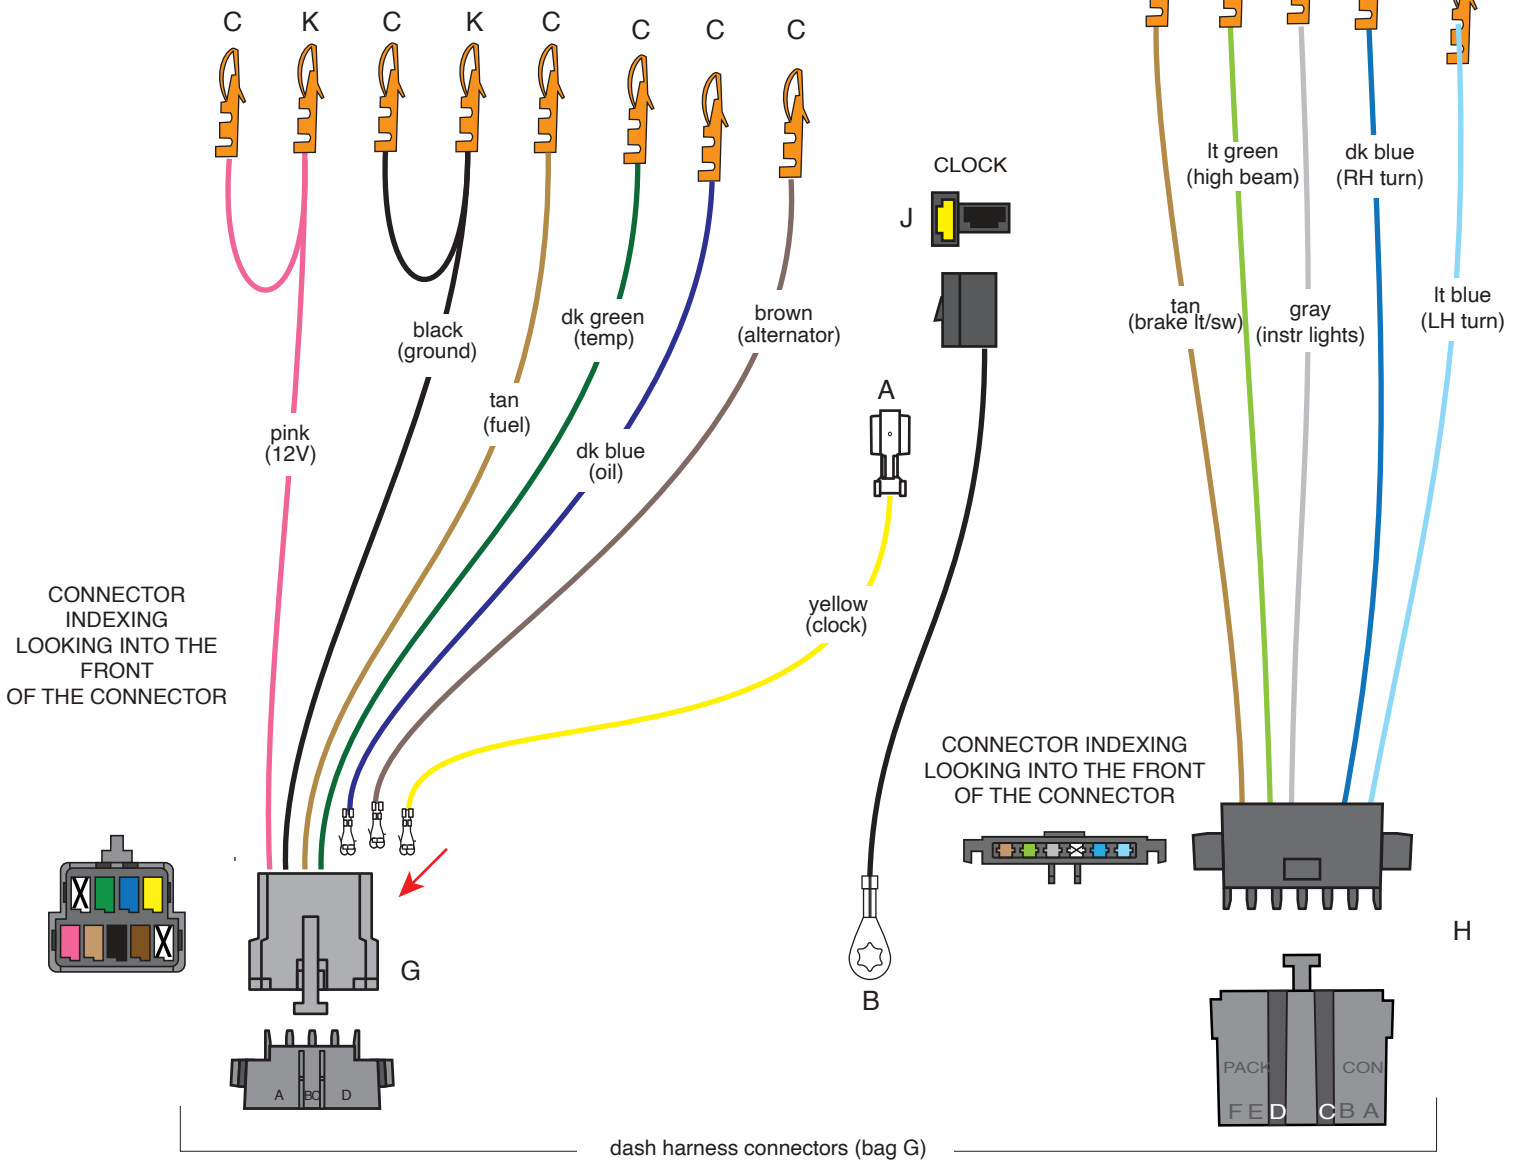 C K C K C C C C
CLOCK
J
lt green
(high beam)
dk blue
(RH turn)
black
(ground)
dk green
(temp)
brown
(alternator)
tan
(brake lt/sw)
gray
(instr lights)
lt blue
(LH turn)
A
tan
(fuel)
pink
(12V)
dk blue
(oil)
yellow
(clock)
CONNECTOR
INDEXING
LOOKING INTO THE
FRONT
OF THE CONNECTOR
CONNECTOR INDEXING
LOOKING INTO THE FRONT
OF THE CONNECTOR
G
B
H
A BC D
PACK CON
F E D C B A
dash harness connectors (bag G)